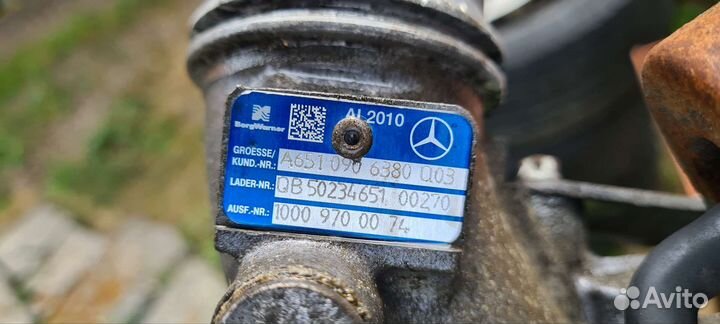 BorgWarner
AL2010
GROESSE/
KUND.-NR.: A651 090 6380 U03
LADER-NR.: QB 50234651 00270
AUSF.-NR.: 1000 970 00 74
Avito